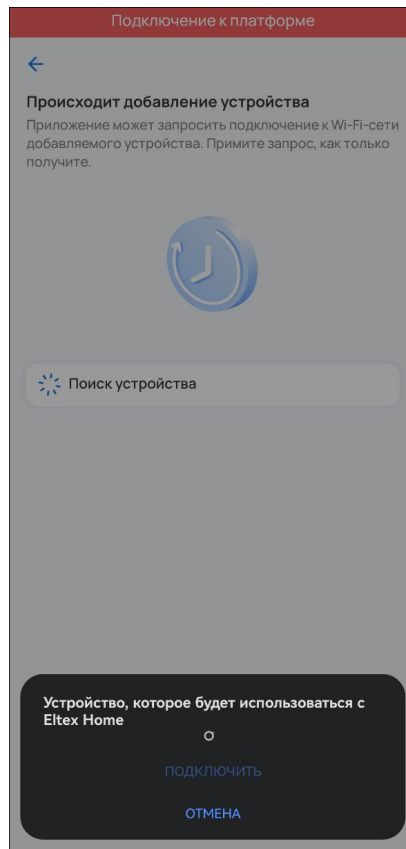 Подключение к платформе
Происходит добавление устройства
Приложение может запросить подключение к Wi-Fi-сети
добавляемого устройства. Примите запрос, как только
получите.
Поиск устройства
Устройство, которое будет использоваться с
Eltex Home
ПОДКЛЮЧИТЬ
ОТМЕНА